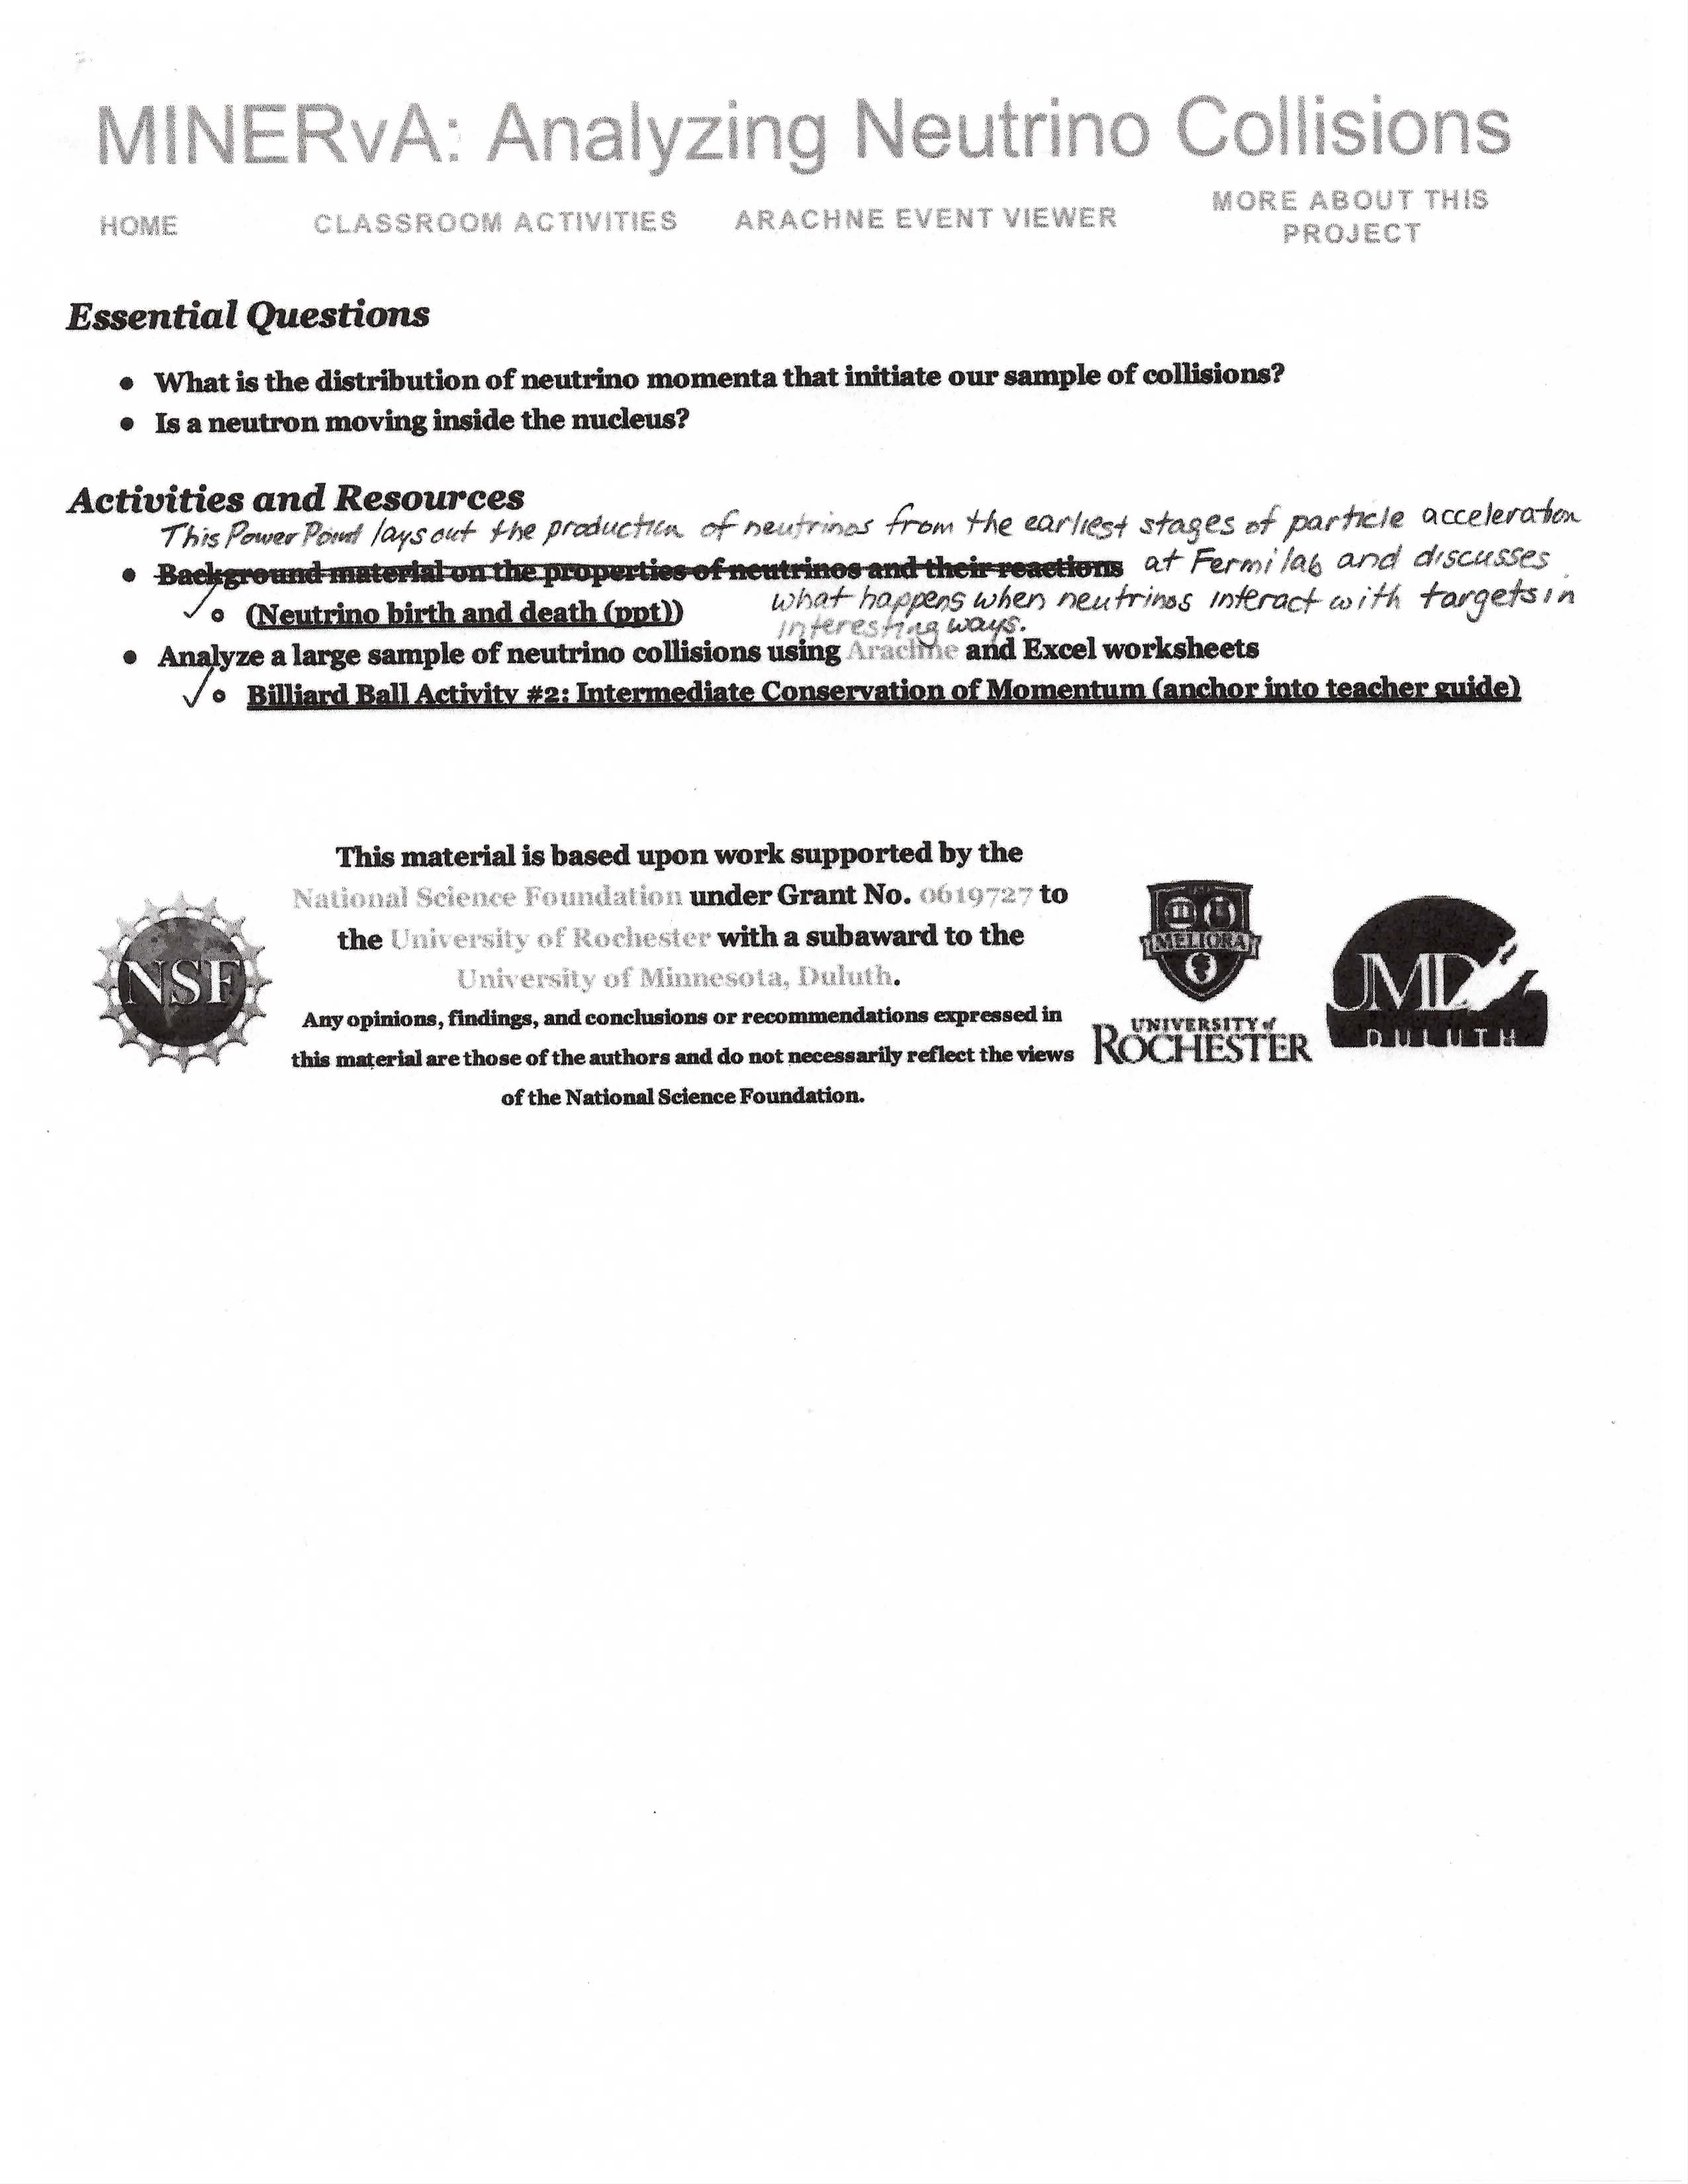 MINERvA: Analyzing Neutrino Collisions
HOME CLASSROOM ACTIVITIES ARACHNE EVENT VIEWER MORE ABOUT THIS PROJECT
Essential Questions
• What is the distribution of neutrino momenta that initiate our sample of collisions?
• Is a neutron moving inside the nucleus?
Activities and Resources
This PowerPoint lays out the production of neutrinos from the earliest stages of particle acceleration
• Background material on the properties of neutrinos and their reactions at Fermilab and discusses
what happens when neutrinos interact with targets in
✓ ○ (Neutrino birth and death (ppt))
interesting ways.
• Analyze a large sample of neutrino collisions using Arachne and Excel worksheets
✓ ○ Billiard Ball Activity #2: Intermediate Conservation of Momentum (anchor into teacher guide)
This material is based upon work supported by the
National Science Foundation under Grant No. 0619727 to
the University of Rochester with a subaward to the
University of Minnesota, Duluth.
Any opinions, findings, and conclusions or recommendations expressed in
this material are those of the authors and do not necessarily reflect the views
of the National Science Foundation.
NSF
MELIORA
UNIVERSITY of
ROCHESTER
UMD
DULUTH